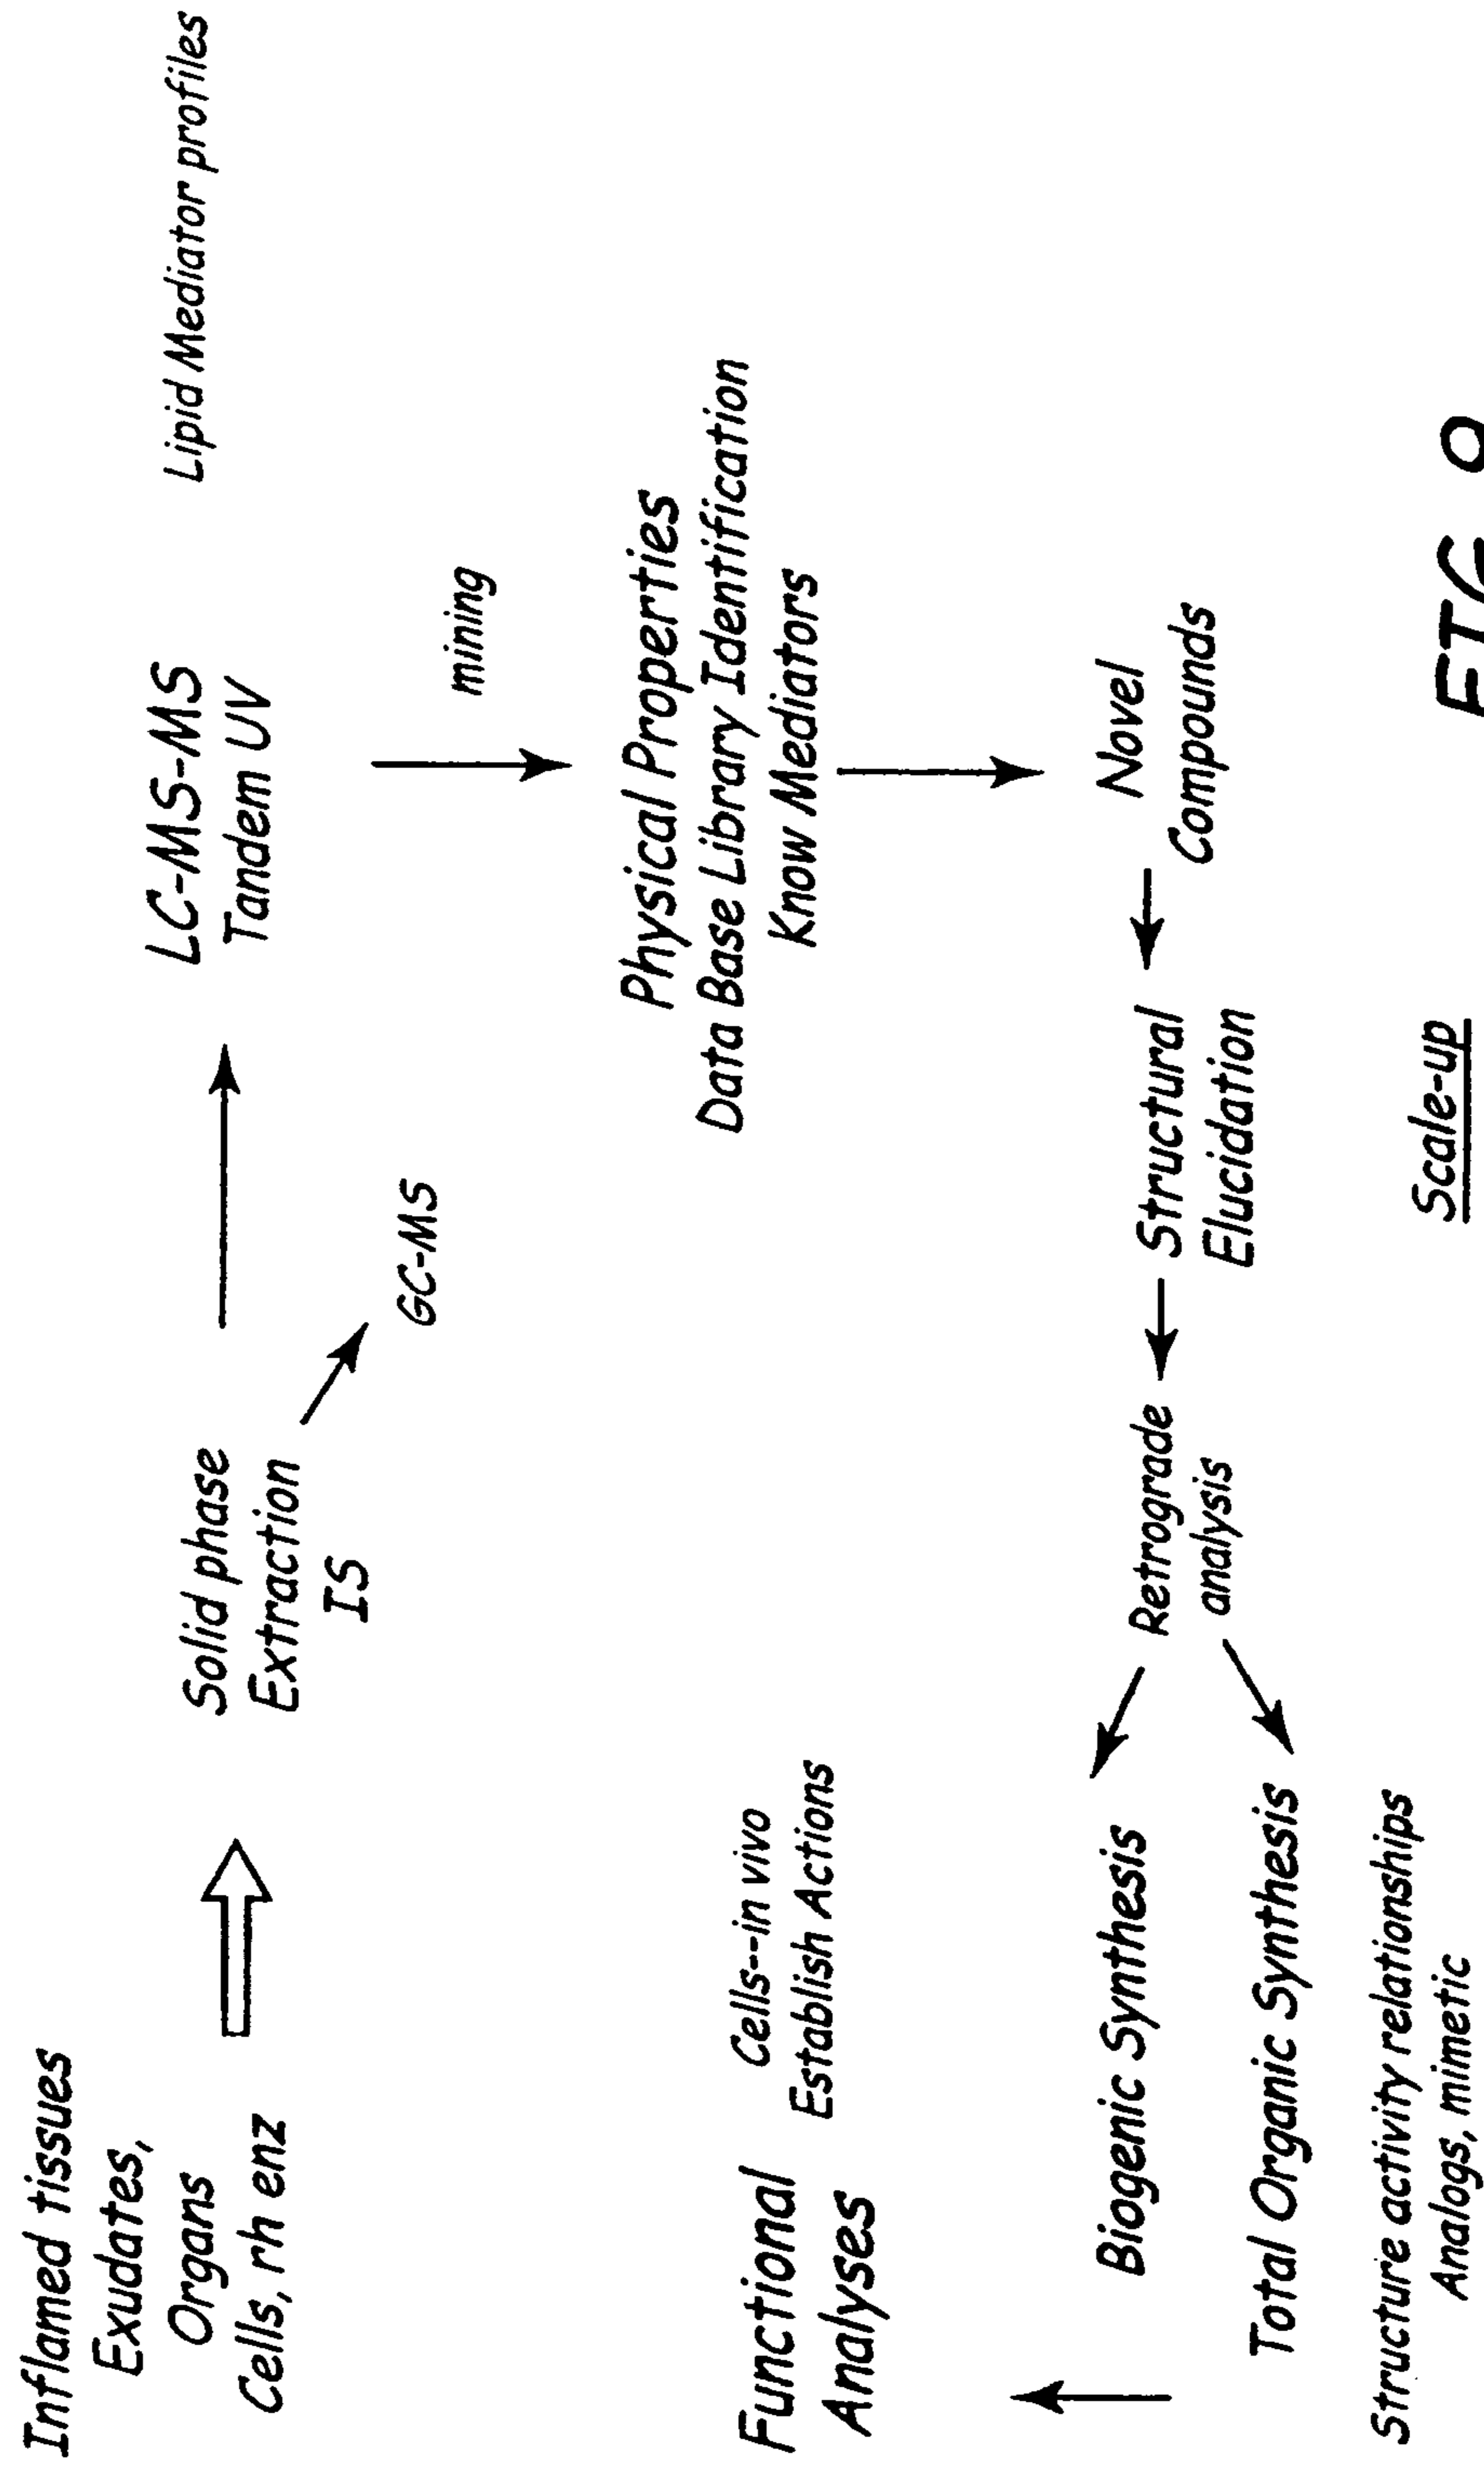 Inflamed tissues
Exudates,
Organs
Cells, rh enz
Solid phase
Extraction
IS
GC-MS
LC-MS-MS
Tandem UV
Lipid Mediator profiles
mining
Physical Properties
Data Base Library Identification
Know Mediators
Novel
Compounds
Structural
Elucidation
Retrograde
analysis
Biogenic Synthesis
Total Organic Synthesis
Functional
Analyses
Cells--in vivo
Establish Actions
Structure activity relationships
Analogs, mimetic
Scale-up